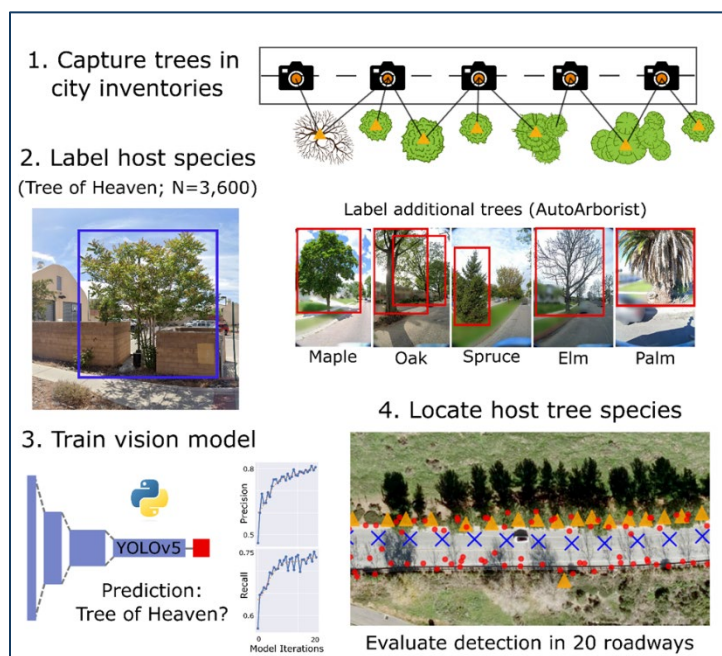 1. Capture trees in
city inventories
2. Label host species
(Tree of Heaven; N=3,600)
Label additional trees (AutoArborist)
Maple
Oak
Spruce
Elm
Palm
3. Train vision model
YOLOv5
Prediction:
Tree of Heaven?
0.8
Precision
0.5
0.75
Recall
0.6
0
20
Model Iterations
4. Locate host tree species
Evaluate detection in 20 roadways